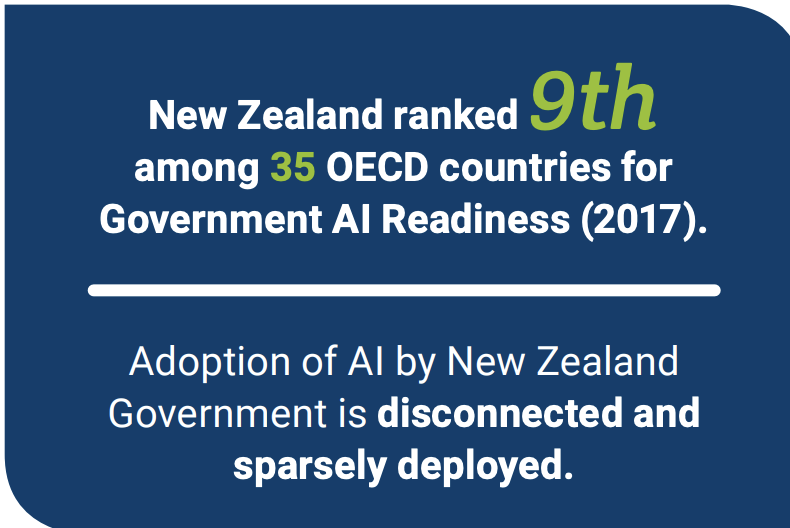 New Zealand ranked 9th
among 35 OECD countries for
Government AI Readiness (2017).
Adoption of AI by New Zealand
Government is disconnected and
sparsely deployed.